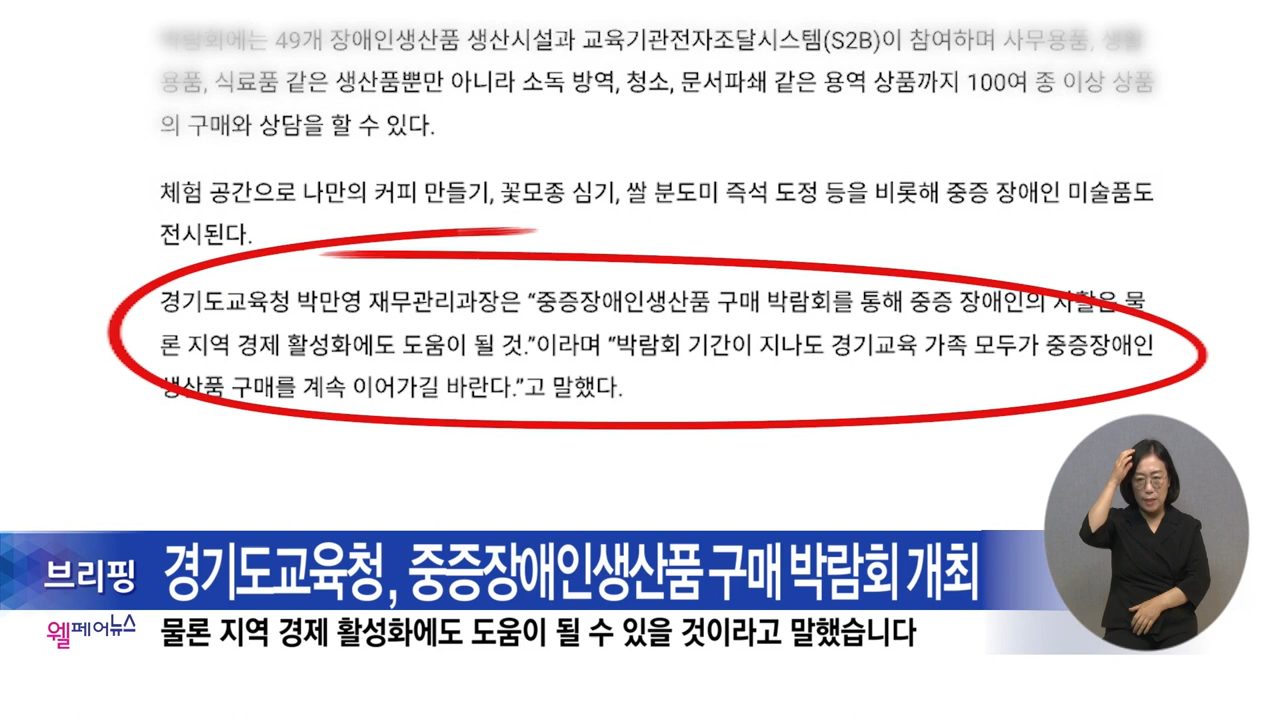 박람회에는 49개 장애인생산품 생산시설과 교육기관전자조달시스템(S2B)이 참여하며 사무용품, 생활
용품, 식료품 같은 생산품뿐만 아니라 소독 방역, 청소, 문서파쇄 같은 용역 상품까지 100여 종 이상 상품
의 구매와 상담을 할 수 있다.
체험 공간으로 나만의 커피 만들기, 꽃모종 심기, 쌀 분도미 즉석 도정 등을 비롯해 중증 장애인 미술품도
전시된다.
경기도교육청 박만영 재무관리과장은 “중증장애인생산품 구매 박람회를 통해 중증 장애인의 자활은 물
론 지역 경제 활성화에도 도움이 될 것.”이라며 “박람회 기간이 지나도 경기교육 가족 모두가 중증장애인
생산품 구매를 계속 이어가길 바란다.”고 말했다.
브리핑 경기도교육청, 중증장애인생산품 구매 박람회 개최
웰페어뉴스 물론 지역 경제 활성화에도 도움이 될 수 있을 것이라고 말했습니다